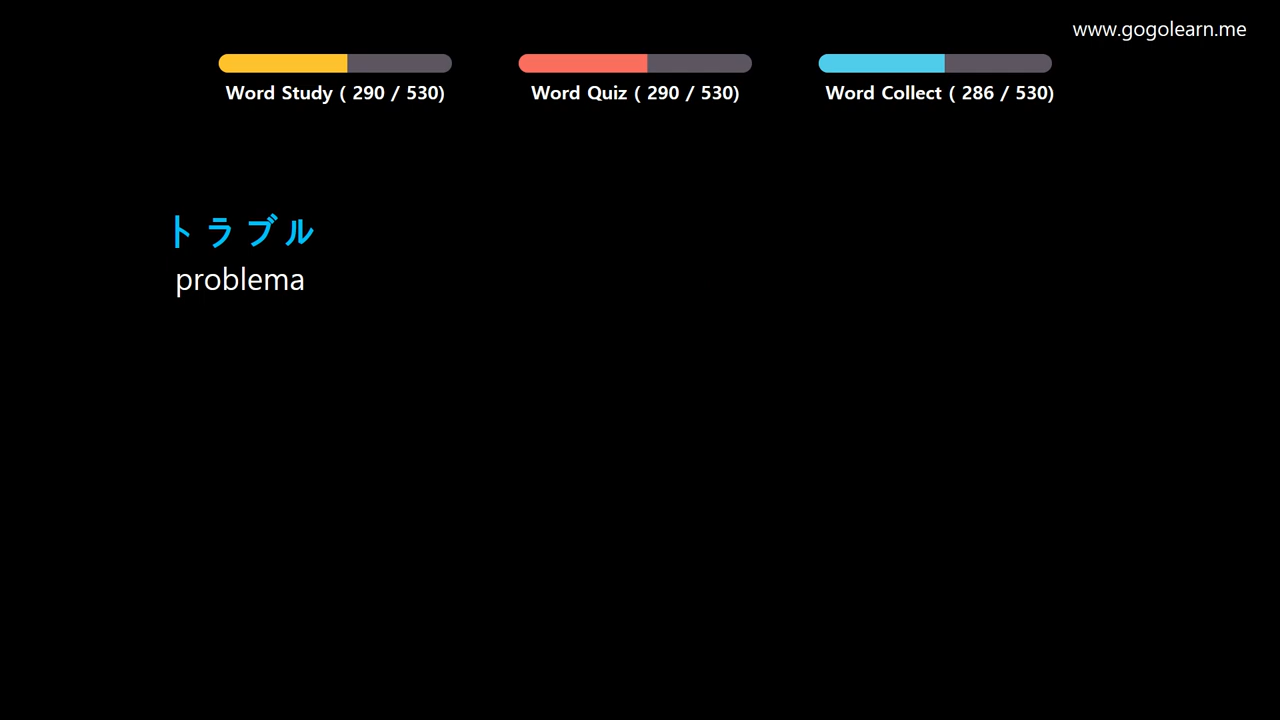 www.gogolearn.me
Word Study ( 290 / 530)
Word Quiz ( 290 / 530)
Word Collect ( 286 / 530)
トラブル
problema